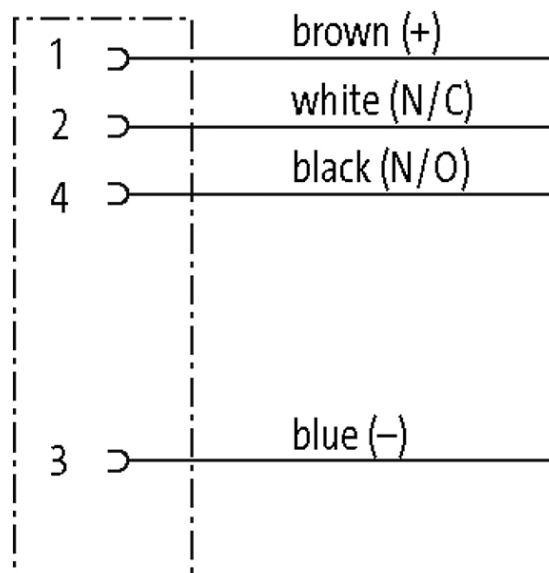 1 brown (+)
2 white (N/C)
4 black (N/O)
3 blue (–)